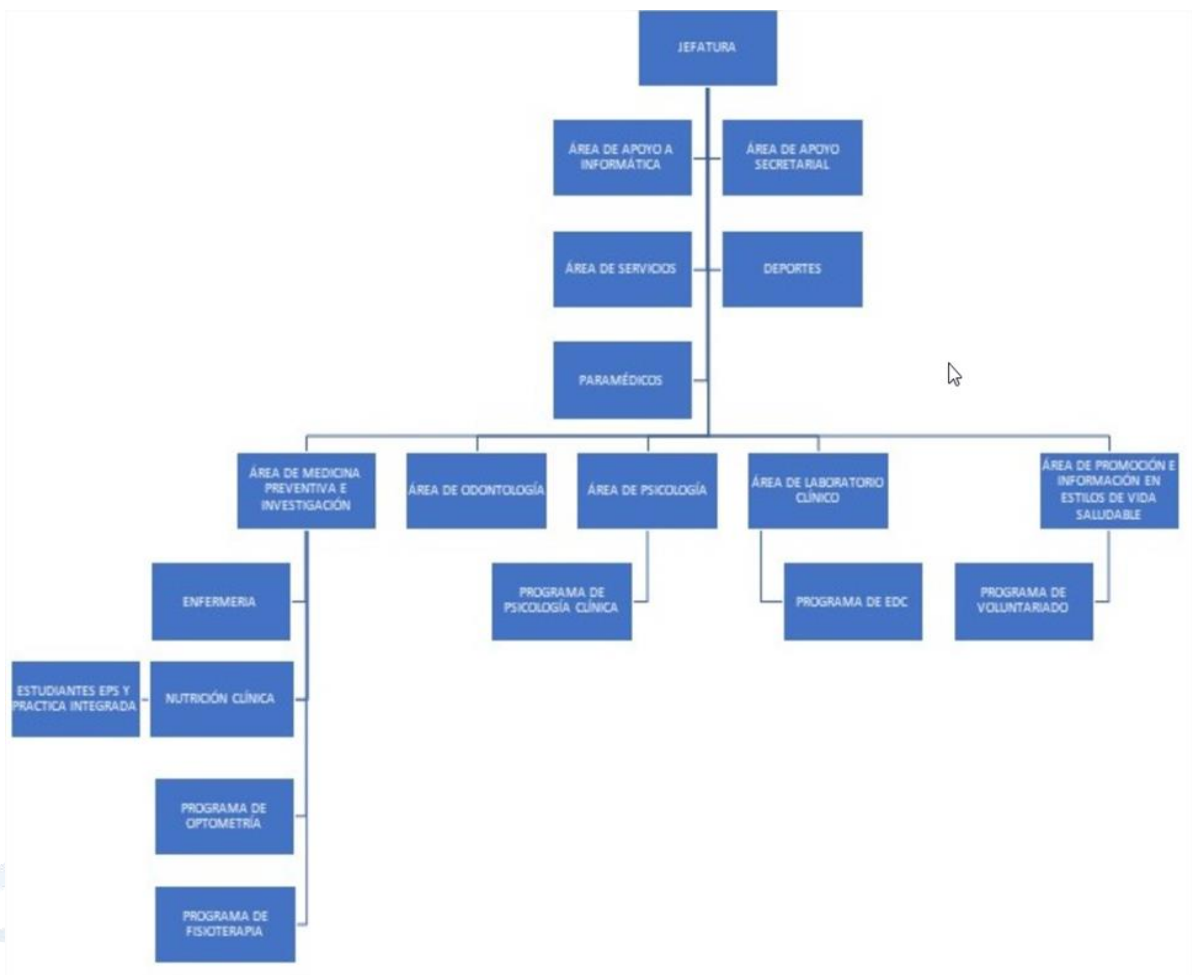 JEFATURA
ÁREA DE APOYO A
INFORMÁTICA
ÁREA DE APOYO
SECRETARIAL
ÁREA DE SERVICIOS
DEPORTES
PARAMÉDICOS
ÁREA DE MEDICINA
PREVENTIVA E
INVESTIGACIÓN
ÁREA DE ODONTOLOGÍA
ÁREA DE PSICOLOGÍA
ÁREA DE LABORATORIO
CLÍNICO
ÁREA DE PROMOCIÓN E
INFORMACIÓN EN
ESTILOS DE VIDA
SALUDABLE
ENFERMERIA
PROGRAMA DE
PSICOLOGÍA CLÍNICA
PROGRAMA DE EDC
PROGRAMA DE
VOLUNTARIADO
ESTUDIANTES EPS Y
PRACTICA INTEGRADA
NUTRICIÓN CLÍNICA
PROGRAMA DE
OPTOMETRÍA
PROGRAMA DE
FISIOTERAPIA